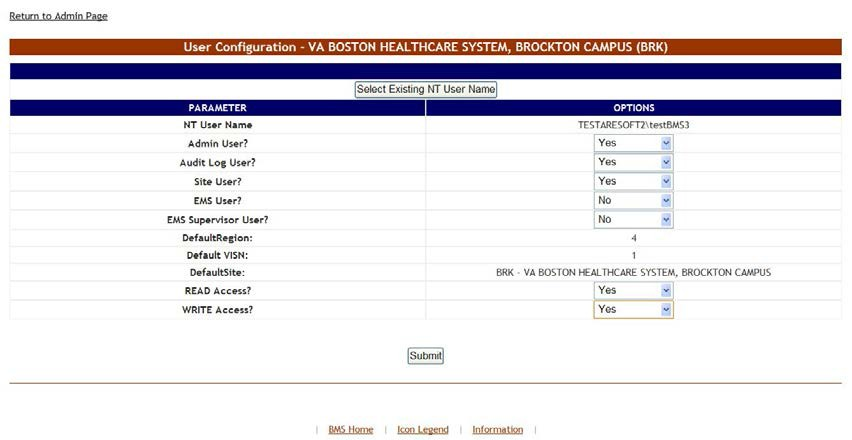 Return to Admin Page
User Configuration - VA BOSTON HEALTHCARE SYSTEM, BROCKTON CAMPUS (BRK)
Select Existing NT User Name
PARAMETER OPTIONS
NT User Name TESTARESOFT2\testBMS3
Admin User? Yes
Audit Log User? Yes
Site User? Yes
EMS User? No
EMS Supervisor User? No
DefaultRegion: 4
Default VISN: 1
DefaultSite: BRK - VA BOSTON HEALTHCARE SYSTEM, BROCKTON CAMPUS
READ Access? Yes
WRITE Access? Yes
Submit
| BMS Home | Icon Legend | Information |